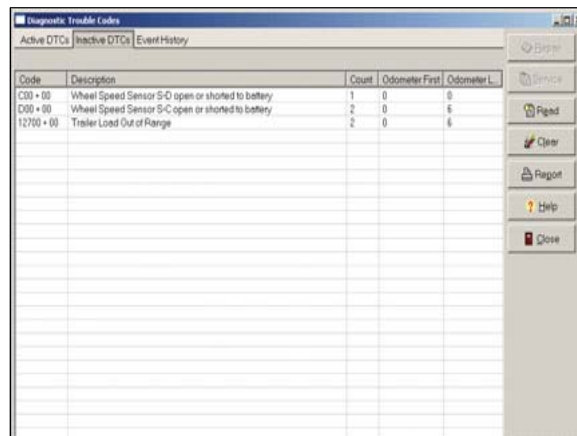 Diagnostic Trouble Codes
Active DTCs Inactive DTCs Event History
Repair
Code Description Count Odometer First Odometer L...
Service
C00 + 00 Wheel Speed Sensor S-D open or shorted to battery 1 0 0
D00 + 00 Wheel Speed Sensor S-C open or shorted to battery 2 0 6
12700 + 00 Trailer Load Out of Range 2 0 6
Read
Clear
Report
Help
Close